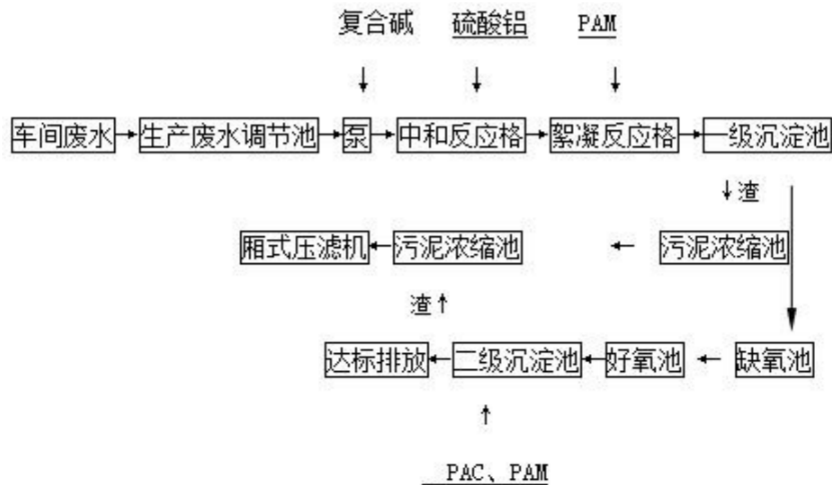 复合碱 硫酸铝 PAM
↓ ↓ ↓
车间废水→生产废水调节池→泵→中和反应格→絮凝反应格→一级沉淀池
↓渣
厢式压滤机←污泥浓缩池 ← 污泥浓缩池
渣↑
达标排放←二级沉淀池←好氧池 ← 缺氧池
↑
PAC、PAM